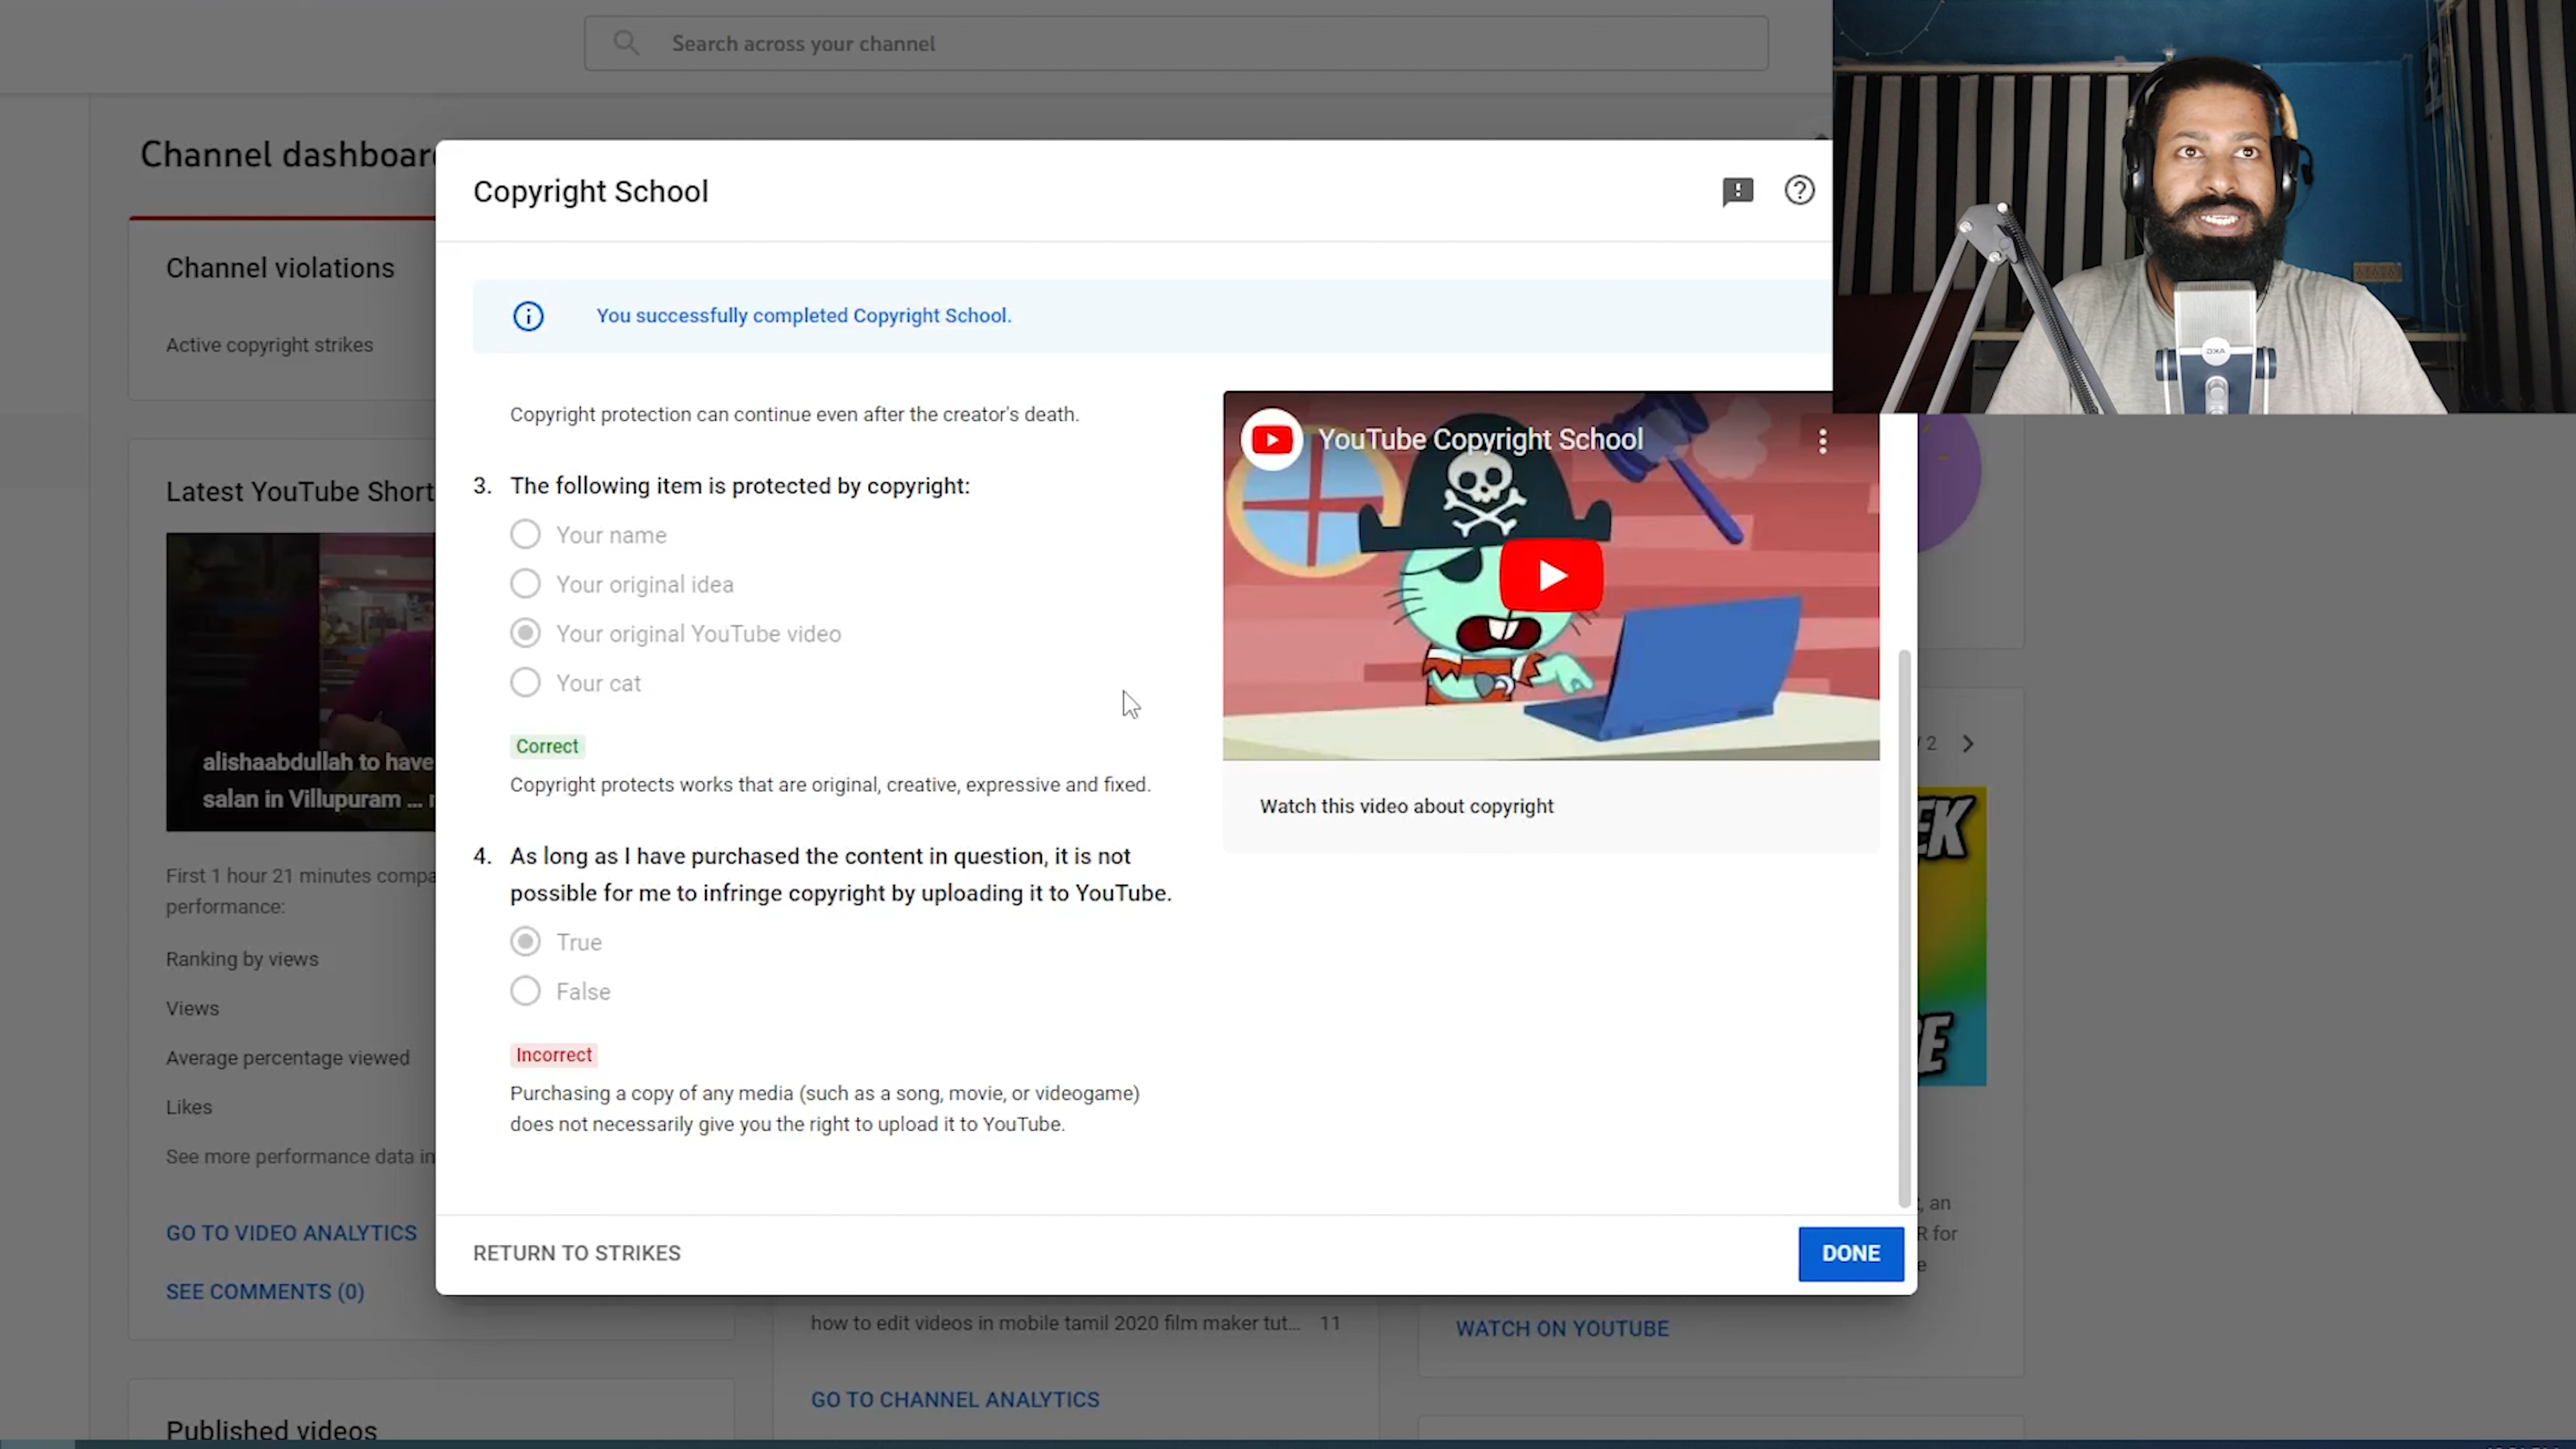 Search across your channel
Channel dashboar
Channel violations
Active copyright strikes
Latest YouTube Short
alishaabdullah to have
salan in Villupuram ...
First 1 hour 21 minutes compa
performance:
Ranking by views
Views
Average percentage viewed
Likes
See more performance data in
GO TO VIDEO ANALYTICS
SEE COMMENTS (0)
Published videos
Copyright School
You successfully completed Copyright School.
Copyright protection can continue even after the creator's death.
3. The following item is protected by copyright:
Your name
Your original idea
Your original YouTube video
Your cat
Correct
Copyright protects works that are original, creative, expressive and fixed.
4. As long as I have purchased the content in question, it is not
possible for me to infringe copyright by uploading it to YouTube.
True
False
Incorrect
Purchasing a copy of any media (such as a song, movie, or videogame)
does not necessarily give you the right to upload it to YouTube.
YouTube Copyright School
Watch this video about copyright
RETURN TO STRIKES
DONE
how to edit videos in mobile tamil 2020 film maker tut... 11
GO TO CHANNEL ANALYTICS
/ 2
EK
E
, an
R for
e
WATCH ON YOUTUBE
AKG